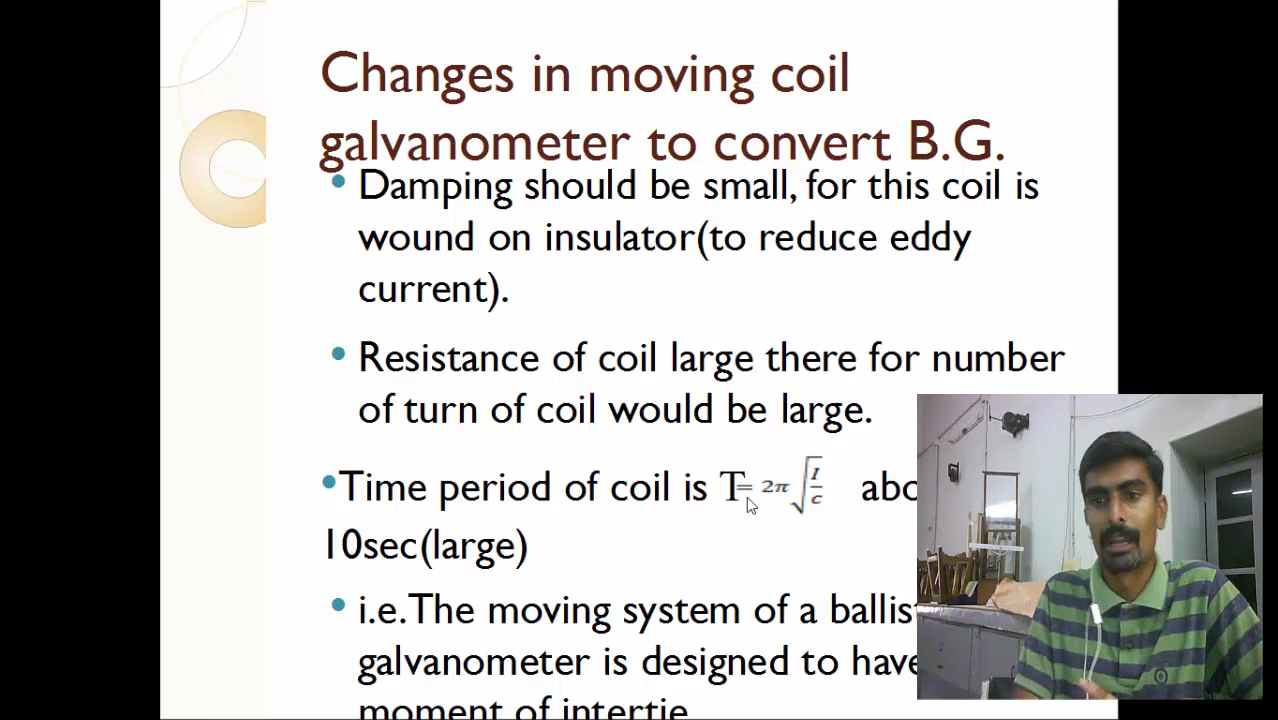 Changes in moving coil
galvanometer to convert B.G.
• Damping should be small, for this coil is
wound on insulator(to reduce eddy
current).
• Resistance of coil large there for number
of turn of coil would be large.
•Time period of coil is T= 2π√(I/c)
10sec(large)
• i.e. The moving system of a
galvanometer is designed to have
moment of intertie